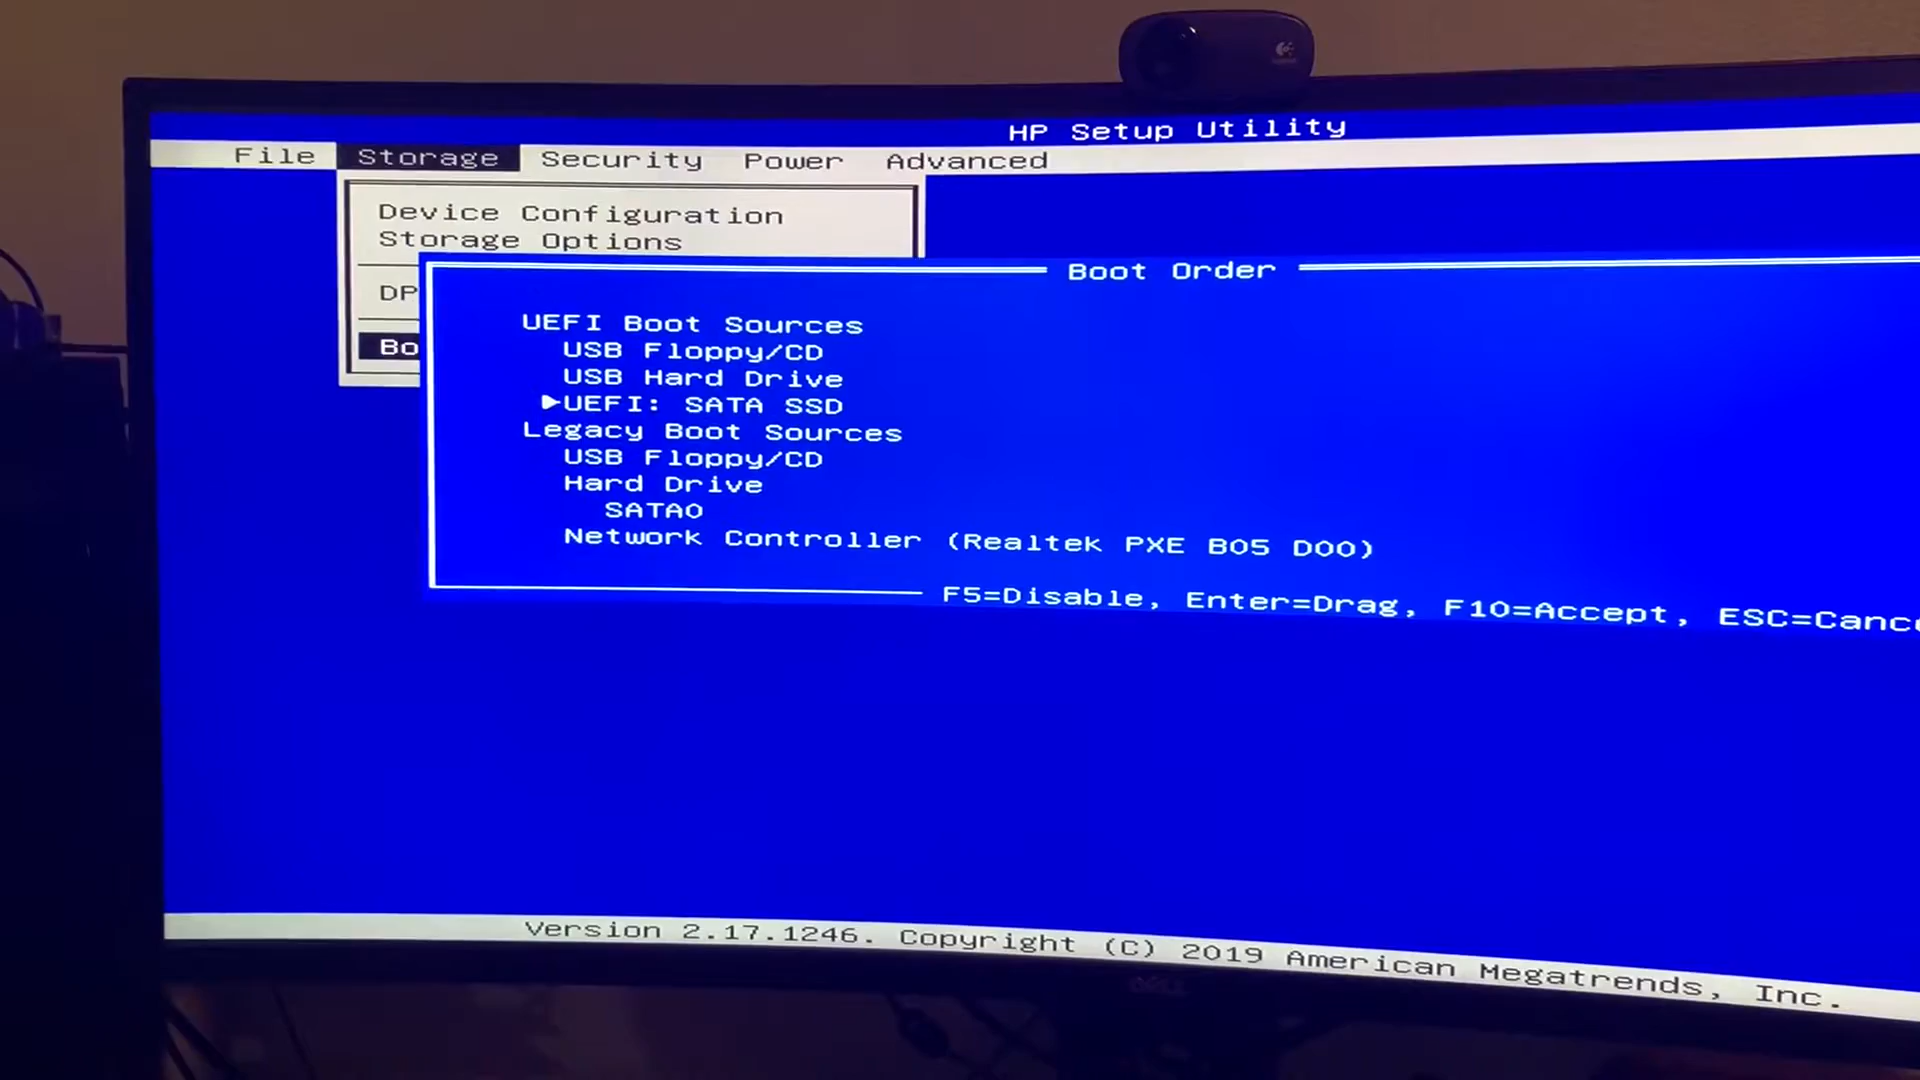 HP Setup Utility
File Storage Security Power Advanced
Device Configuration
Storage Options
DP
Bo
Boot Order
UEFI Boot Sources
USB Floppy/CD
USB Hard Drive
►UEFI: SATA SSD
Legacy Boot Sources
USB Floppy/CD
Hard Drive
SATA0
Network Controller (Realtek PXE B05 D00)
F5=Disable, Enter=Drag, F10=Accept, ESC=Canc
Version 2.17.1246. Copyright (C) 2019 American Megatrends, Inc.
DELL